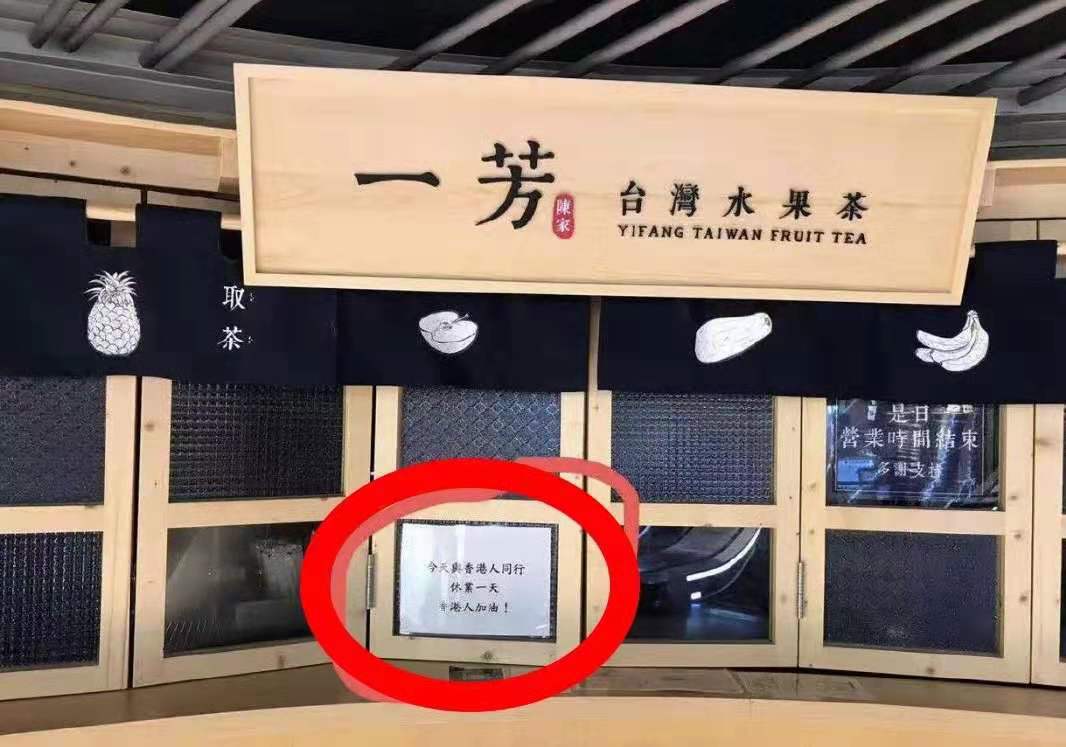 一芳
陳家
台灣水果茶
YIFANG TAIWAN FRUIT TEA
取
茶
是日
營業時間結束
多謝支持
今天與香港人同行
休業一天
香港人加油！